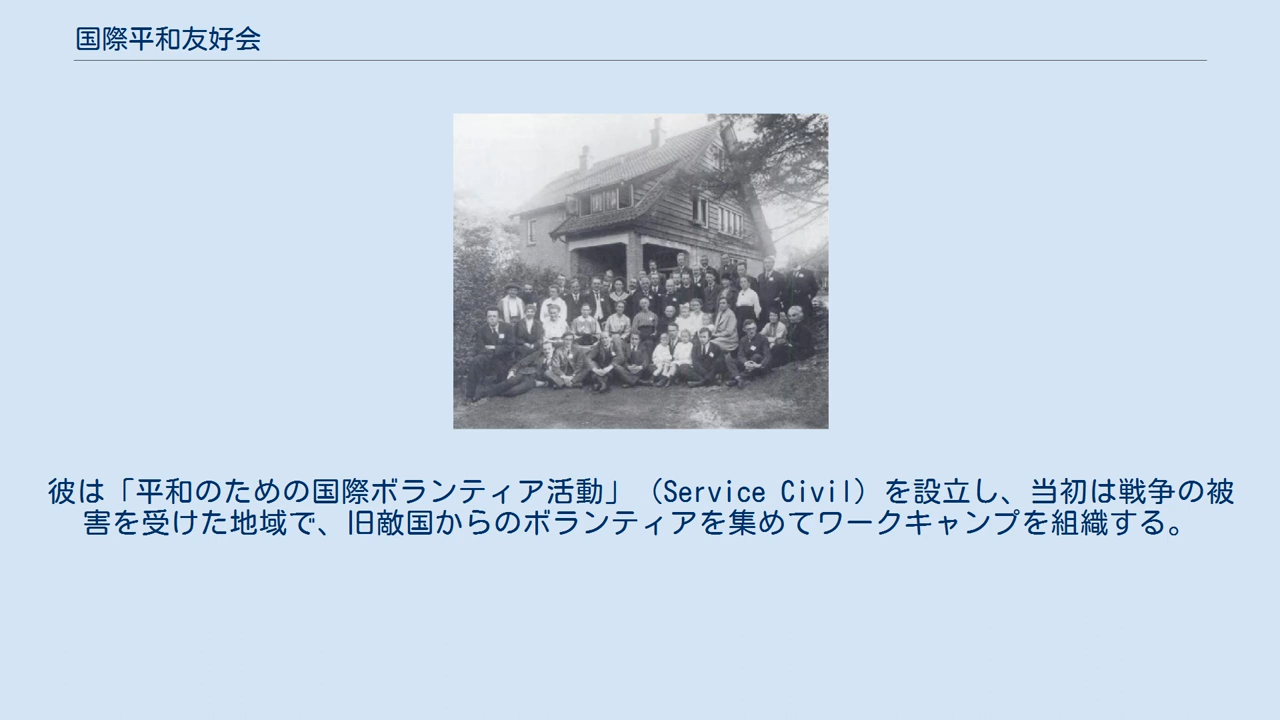 国際平和友好会
彼は「平和のための国際ボランティア活動」（Service Civil）を設立し、当初は戦争の被
害を受けた地域で、旧敵国からのボランティアを集めてワークキャンプを組織する。